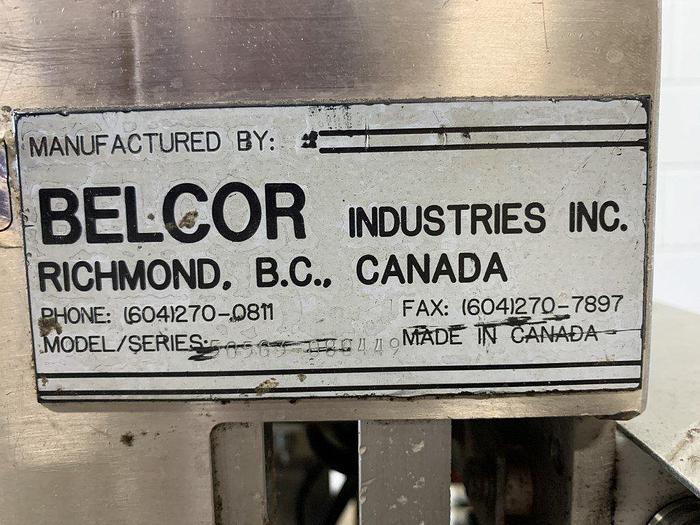 MANUFACTURED BY:
BELCOR INDUSTRIES INC.
RICHMOND, B.C., CANADA
PHONE: (604)270-0811 FAX: (604)270-7897
MODEL/SERIES: MADE IN CANADA